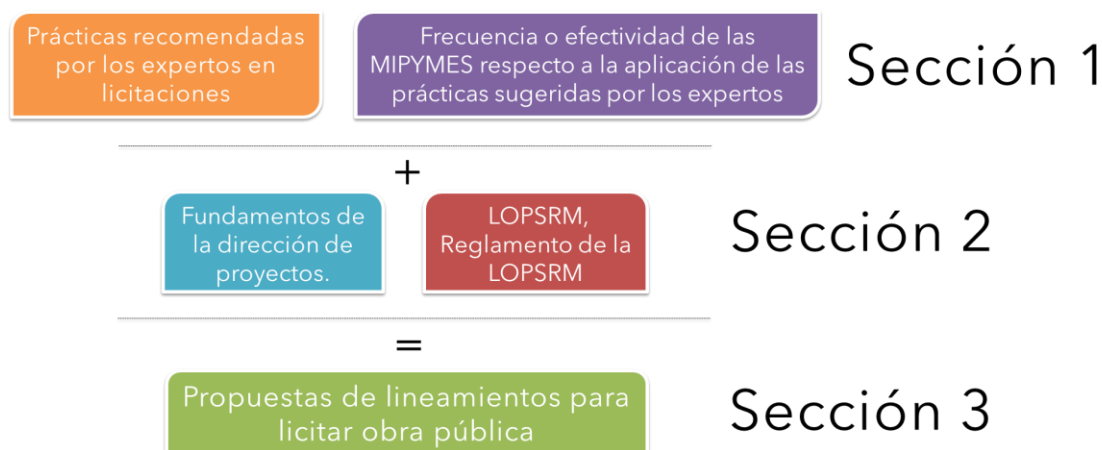 Prácticas recomendadas
por los expertos en
licitaciones
Frecuencia o efectividad de las
MIPYMES respecto a la aplicación de las
prácticas sugeridas por los expertos
Sección 1
+
Fundamentos de
la dirección de
proyectos.
LOPSRM,
Reglamento de la
LOPSRM
Sección 2
=
Propuestas de lineamientos para
licitar obra pública
Sección 3